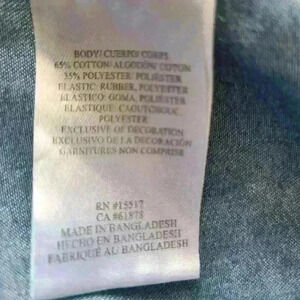 BODY/ CUERPO/ CORPS
65% COTTON/ ALGODÓN/ COTTON
35% POLYESTER/ POLIÉSTER
ELASTIC: RUBBER, POLYESTER
ELÁSTICO: GOMA, POLIÉSTER
ÉLASTIQUE: CAOUTCHOUC,
POLYESTER
EXCLUSIVE OF DECORATION
EXCLUSIVO DE LA DECORACIÓN
GARNITURES NON COMPRISE
RN #15517
CA #61878
MADE IN BANGLADESH
HECHO EN BANGLADESH
FABRIQUÉ AU BANGLADESH